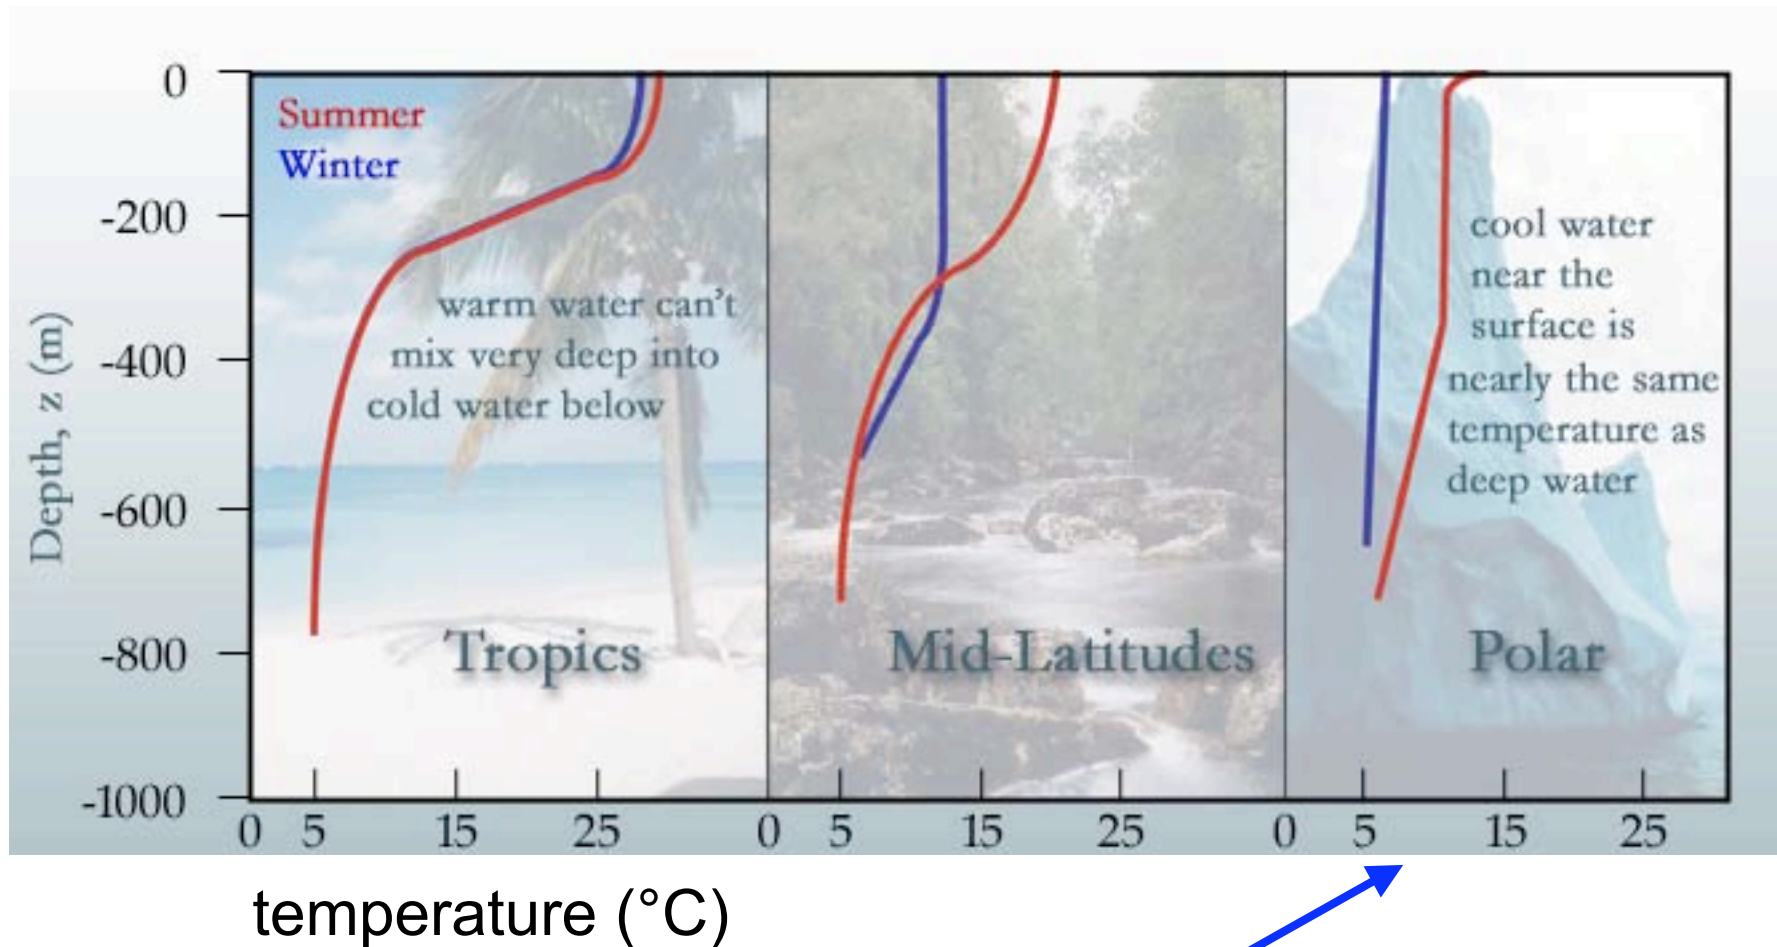 0
-200
-400
-600
-800
-1000
Depth, z (m)
Summer
Winter
warm water can't
mix very deep into
cold water below
Tropics
Mid-Latitudes
cool water
near the
surface is
nearly the same
temperature as
deep water
Polar
0 5 15 25 0 5 15 25 0 5 15 25
temperature (°C)